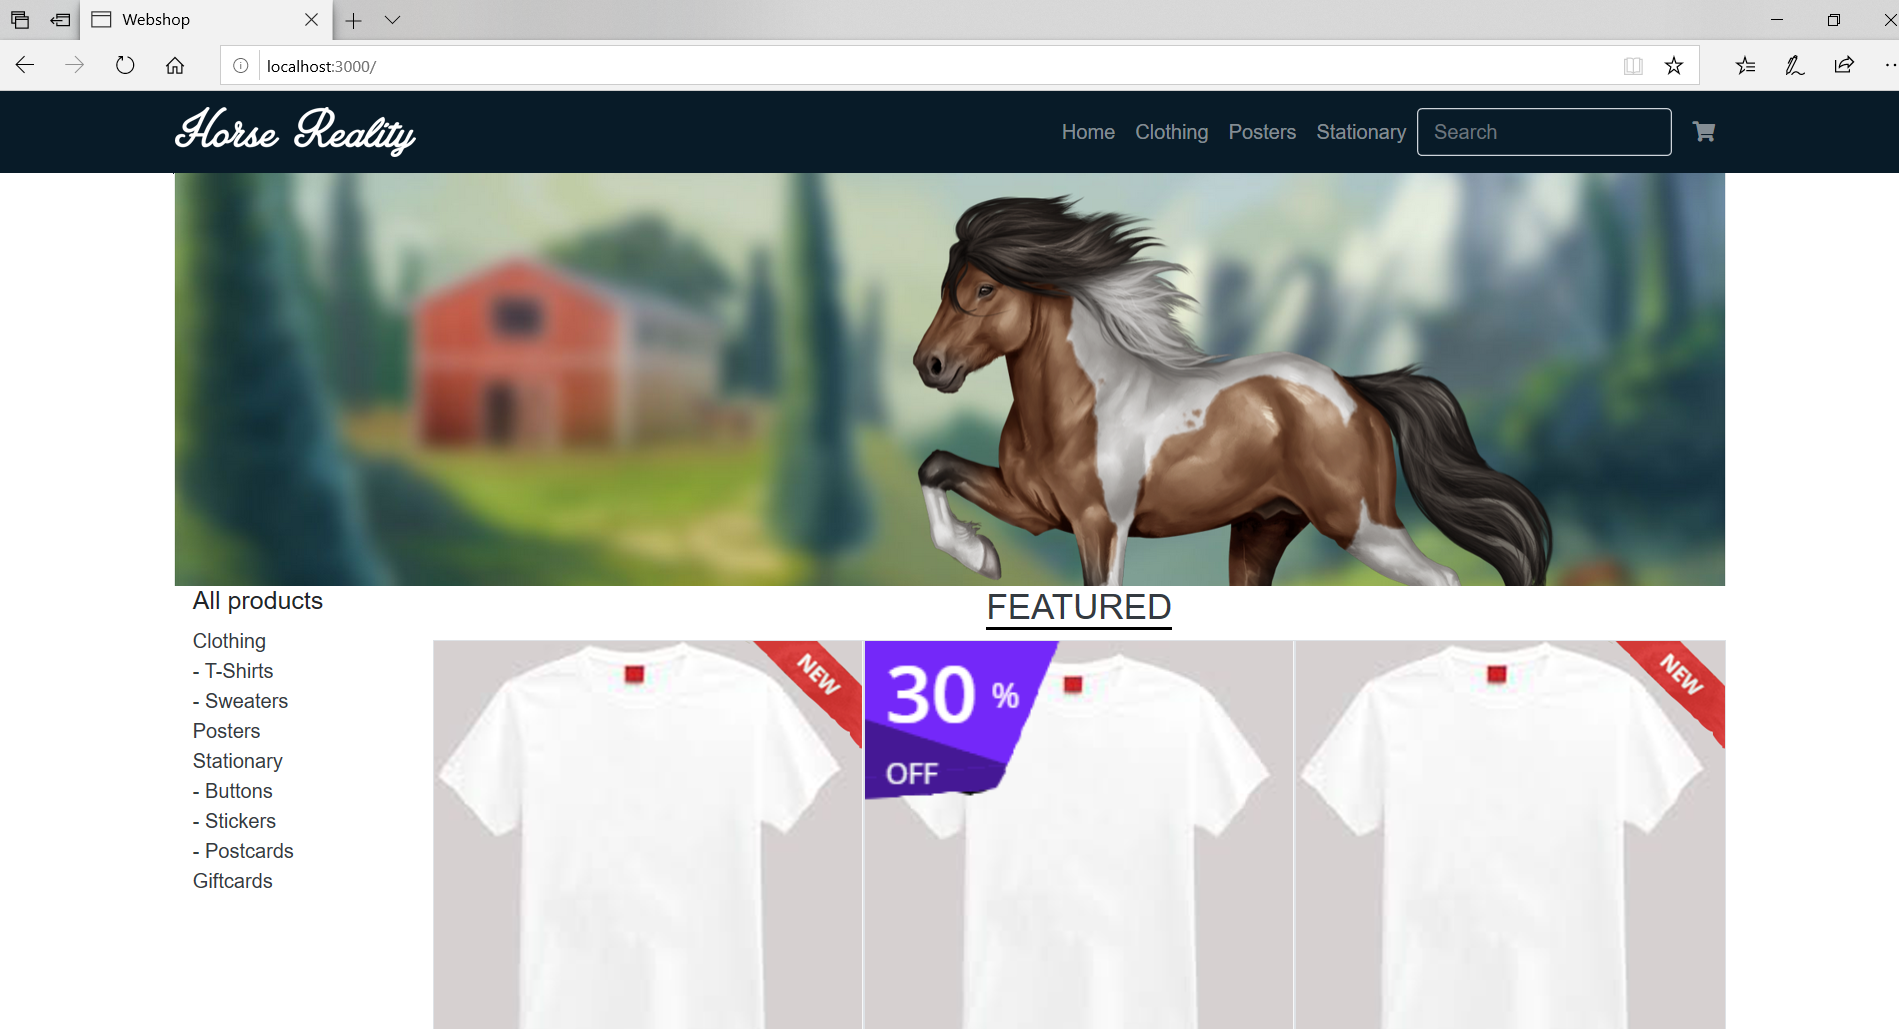 Webshop
localhost:3000/
Horse Reality
Home Clothing Posters Stationary Search
All products
Clothing
- T-Shirts
- Sweaters
Posters
Stationary
- Buttons
- Stickers
- Postcards
Giftcards
FEATURED
NEW
30 %
OFF
NEW